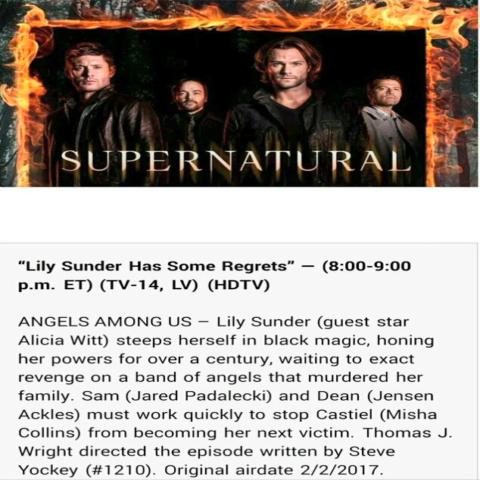 SUPERNATURAL
“Lily Sunder Has Some Regrets” — (8:00-9:00
p.m. ET) (TV-14, LV) (HDTV)
ANGELS AMONG US – Lily Sunder (guest star
Alicia Witt) steeps herself in black magic, honing
her powers for over a century, waiting to exact
revenge on a band of angels that murdered her
family. Sam (Jared Padalecki) and Dean (Jensen
Ackles) must work quickly to stop Castiel (Misha
Collins) from becoming her next victim. Thomas J.
Wright directed the episode written by Steve
Yockey (#1210). Original airdate 2/2/2017.